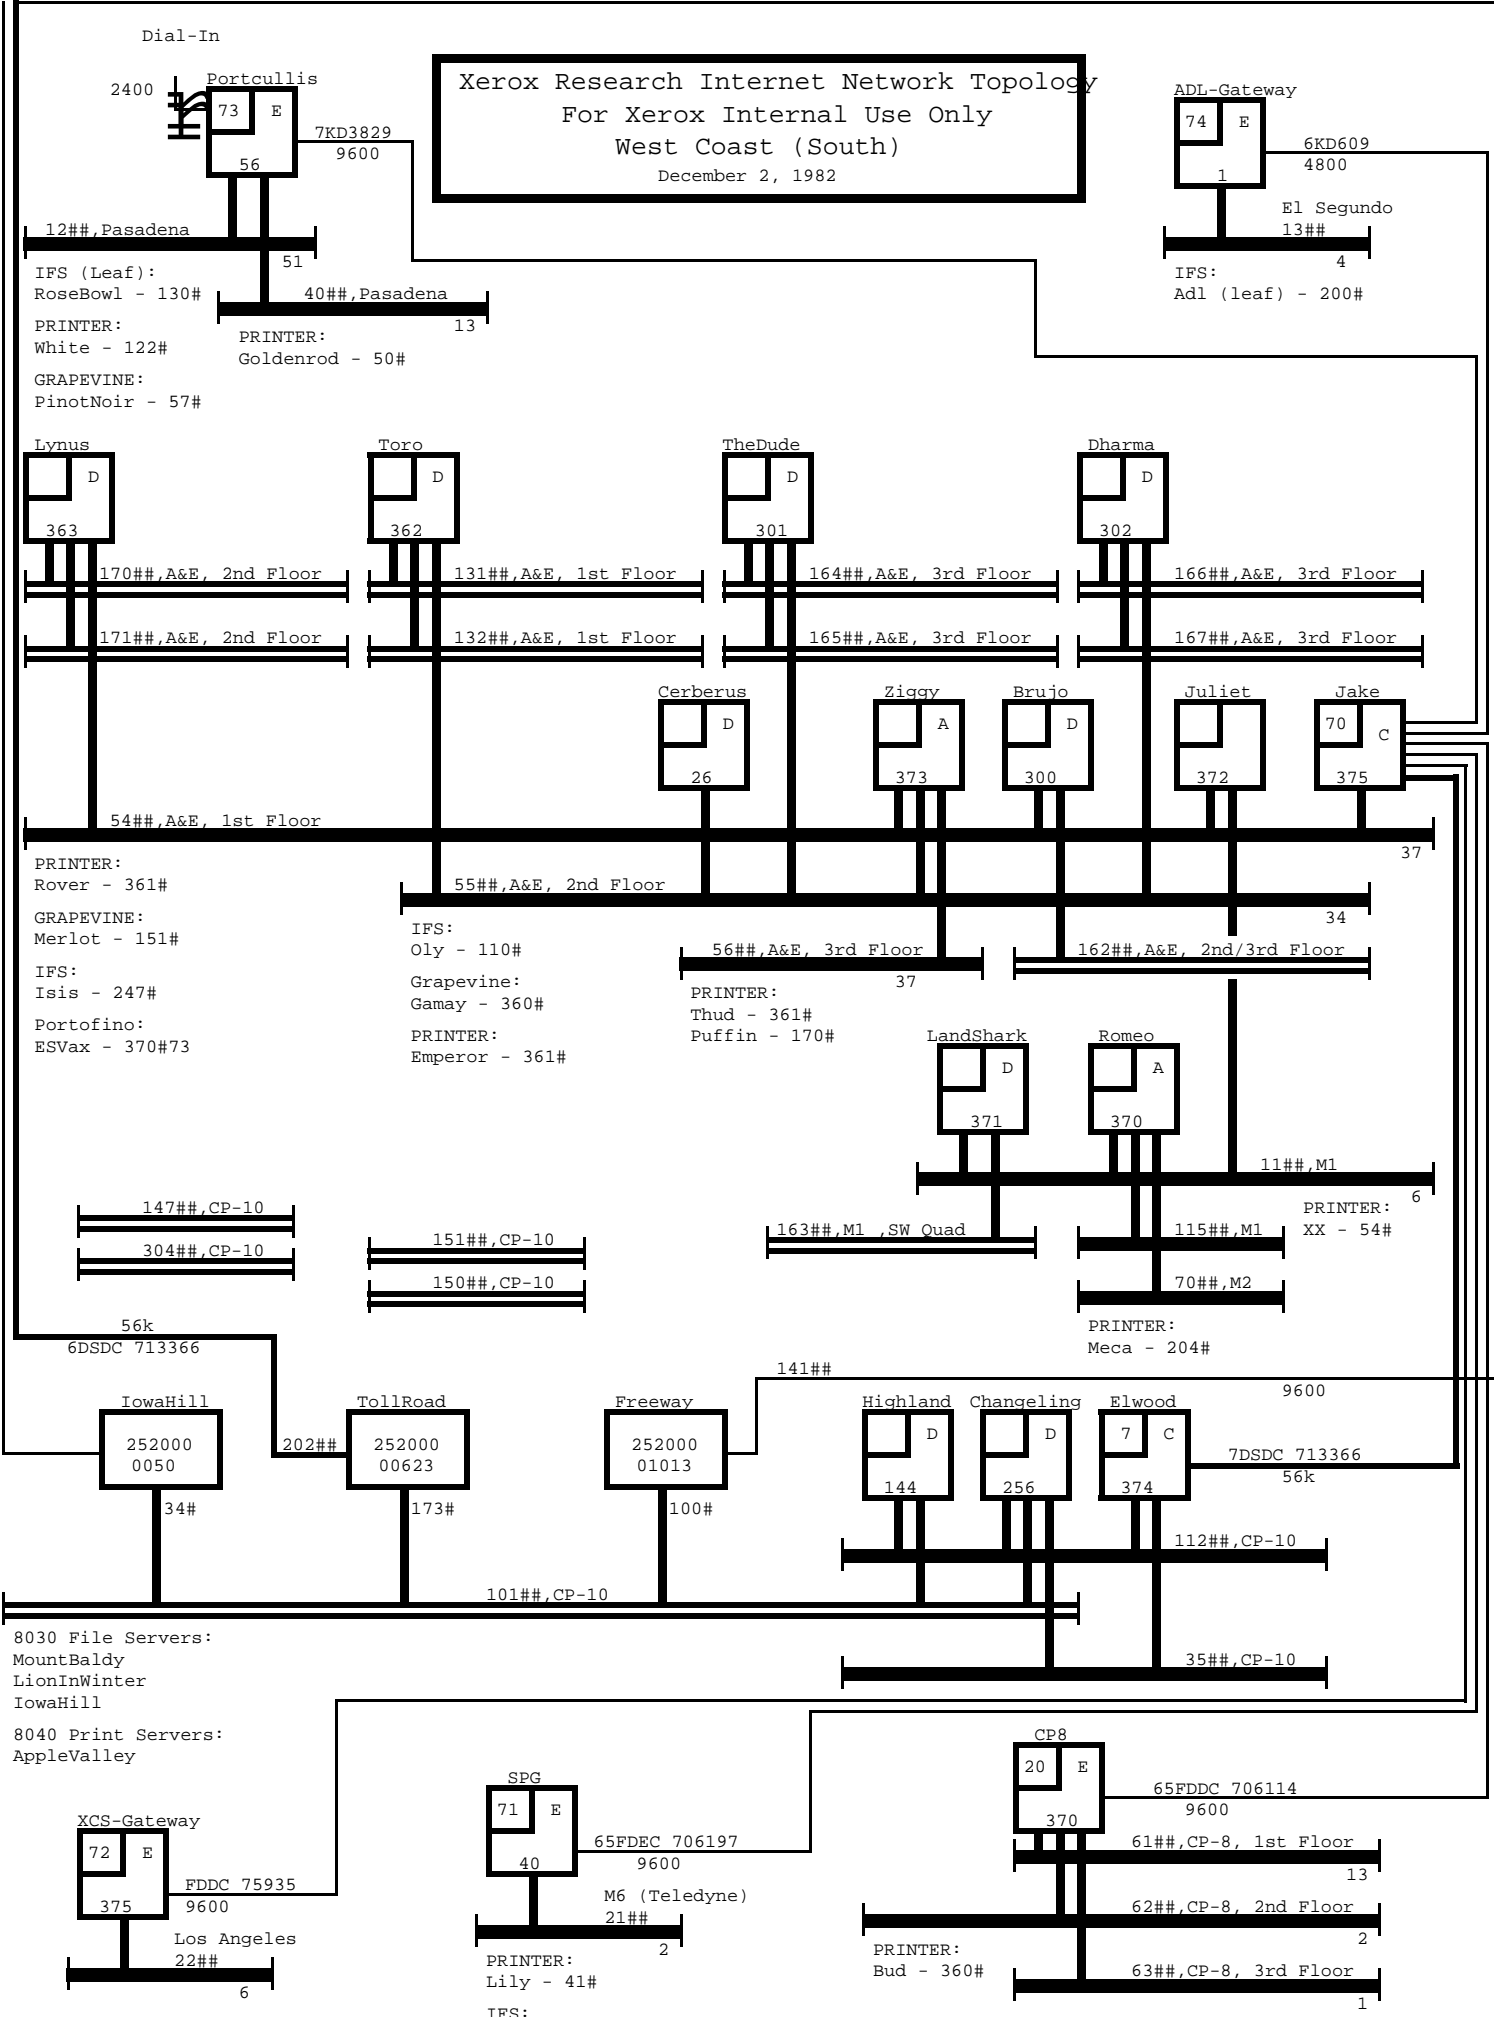 Dial-In
2400
Portcullis
73 E
56
7KD3829
9600
Xerox Research Internet Network Topology
For Xerox Internal Use Only
West Coast (South)
December 2, 1982
ADL-Gateway
74 E
1
6KD609
4800
El Segundo
13##
4
IFS:
Adl (leaf) - 200#
12##,Pasadena
51
IFS (Leaf):
RoseBowl - 130#
PRINTER:
White - 122#
GRAPEVINE:
PinotNoir - 57#
40##,Pasadena
13
PRINTER:
Goldenrod - 50#
Lynus
D
363
170##,A&E, 2nd Floor
171##,A&E, 2nd Floor
Toro
D
362
131##,A&E, 1st Floor
132##,A&E, 1st Floor
TheDude
D
301
164##,A&E, 3rd Floor
165##,A&E, 3rd Floor
Dharma
D
302
166##,A&E, 3rd Floor
167##,A&E, 3rd Floor
Cerberus
D
26
Ziggy
A
373
Brujo
D
300
Juliet
372
Jake
70 C
375
54##,A&E, 1st Floor
37
PRINTER:
Rover - 361#
GRAPEVINE:
Merlot - 151#
IFS:
Isis - 247#
Portofino:
ESVax - 370#73
55##,A&E, 2nd Floor
34
IFS:
Oly - 110#
Grapevine:
Gamay - 360#
PRINTER:
Emperor - 361#
56##,A&E, 3rd Floor
37
PRINTER:
Thud - 361#
Puffin - 170#
162##,A&E, 2nd/3rd Floor
LandShark
D
371
Romeo
A
370
11##,M1
6
PRINTER:
XX - 54#
163##,M1 ,SW Quad
115##,M1
70##,M2
PRINTER:
Meca - 204#
147##,CP-10
304##,CP-10
151##,CP-10
150##,CP-10
56k
6DSDC 713366
IowaHill
252000
0050
34#
202##
TollRoad
252000
00623
173#
Freeway
252000
01013
100#
141##
9600
Highland
D
144
Changeling
D
256
Elwood
7 C
374
7DSDC 713366
56k
112##,CP-10
101##,CP-10
35##,CP-10
8030 File Servers:
MountBaldy
LionInWinter
IowaHill
8040 Print Servers:
AppleValley
XCS-Gateway
72 E
375
FDDC 75935
9600
Los Angeles
22##
6
SPG
71 E
40
65FDEC 706197
9600
M6 (Teledyne)
21##
2
PRINTER:
Lily - 41#
IFS:
CP8
20 E
370
65FDDC 706114
9600
61##,CP-8, 1st Floor
13
62##,CP-8, 2nd Floor
2
PRINTER:
Bud - 360#
63##,CP-8, 3rd Floor
1